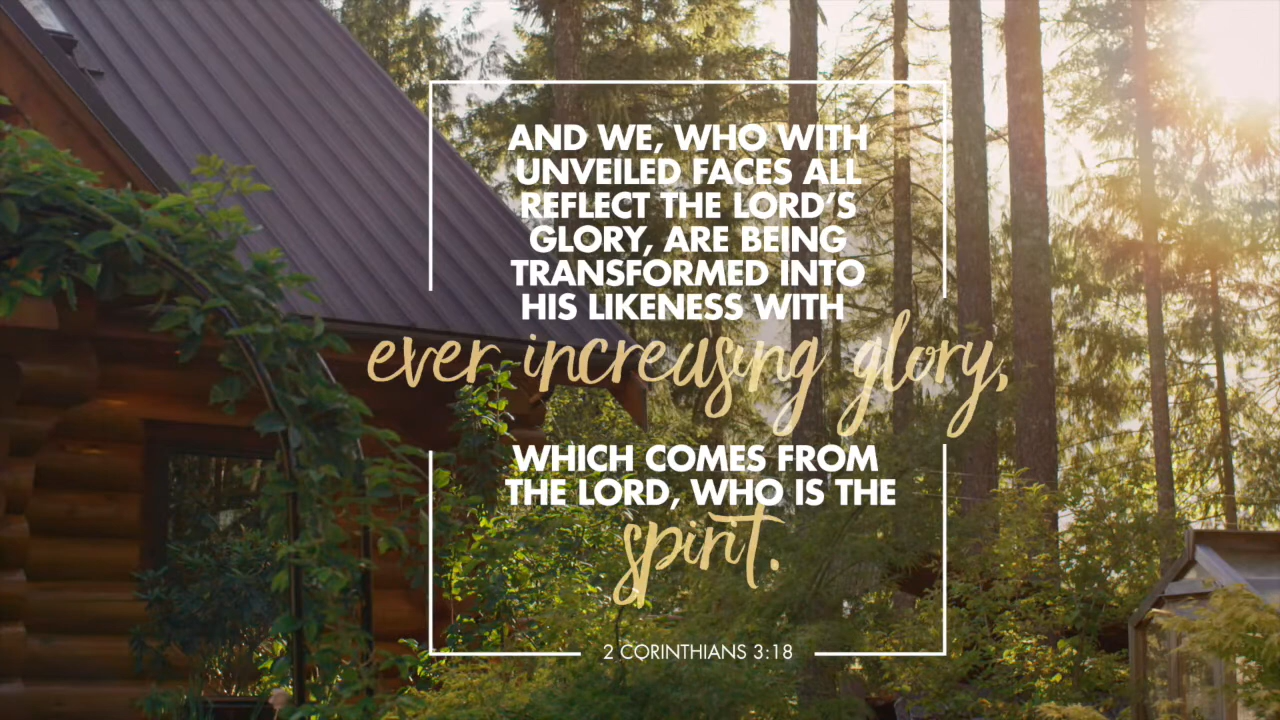 AND WE, WHO WITH
UNVEILED FACES ALL
REFLECT THE LORD'S
GLORY, ARE BEING
TRANSFORMED INTO
HIS LIKENESS WITH
ever increasing glory,
WHICH COMES FROM
THE LORD, WHO IS THE
spirit.
2 CORINTHIANS 3:18